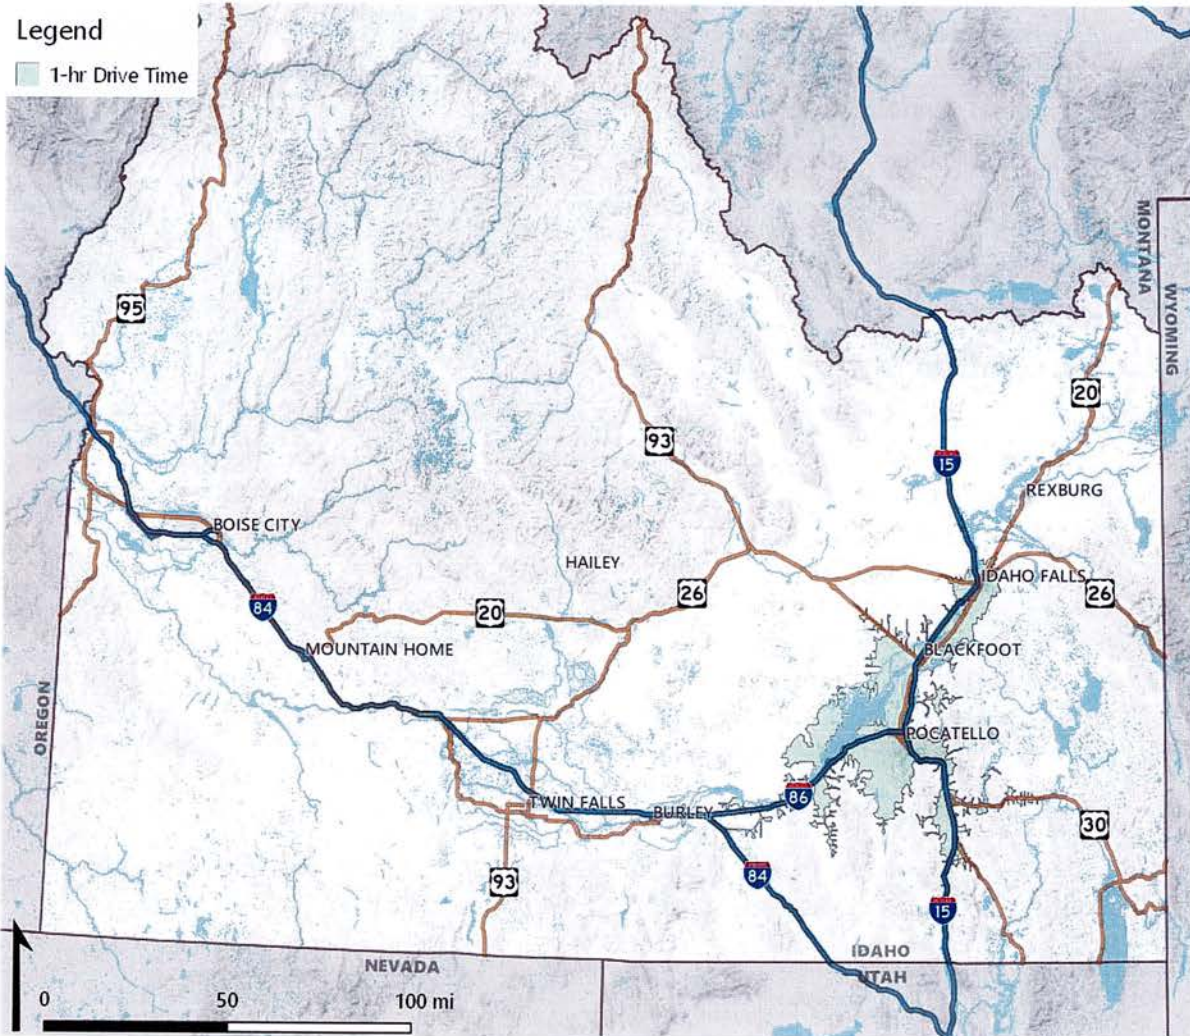 Legend
1-hr Drive Time
95
MONTANA
WYOMING
20
93
15
REXBURG
BOISE CITY
HAILEY
IDAHO FALLS
26
26
84
20
MOUNTAIN HOME
BLACKFOOT
OREGON
POCATELLO
86
TWIN FALLS
BURLEY
30
84
93
15
IDAHO
NEVADA
UTAH
0 50 100 mi